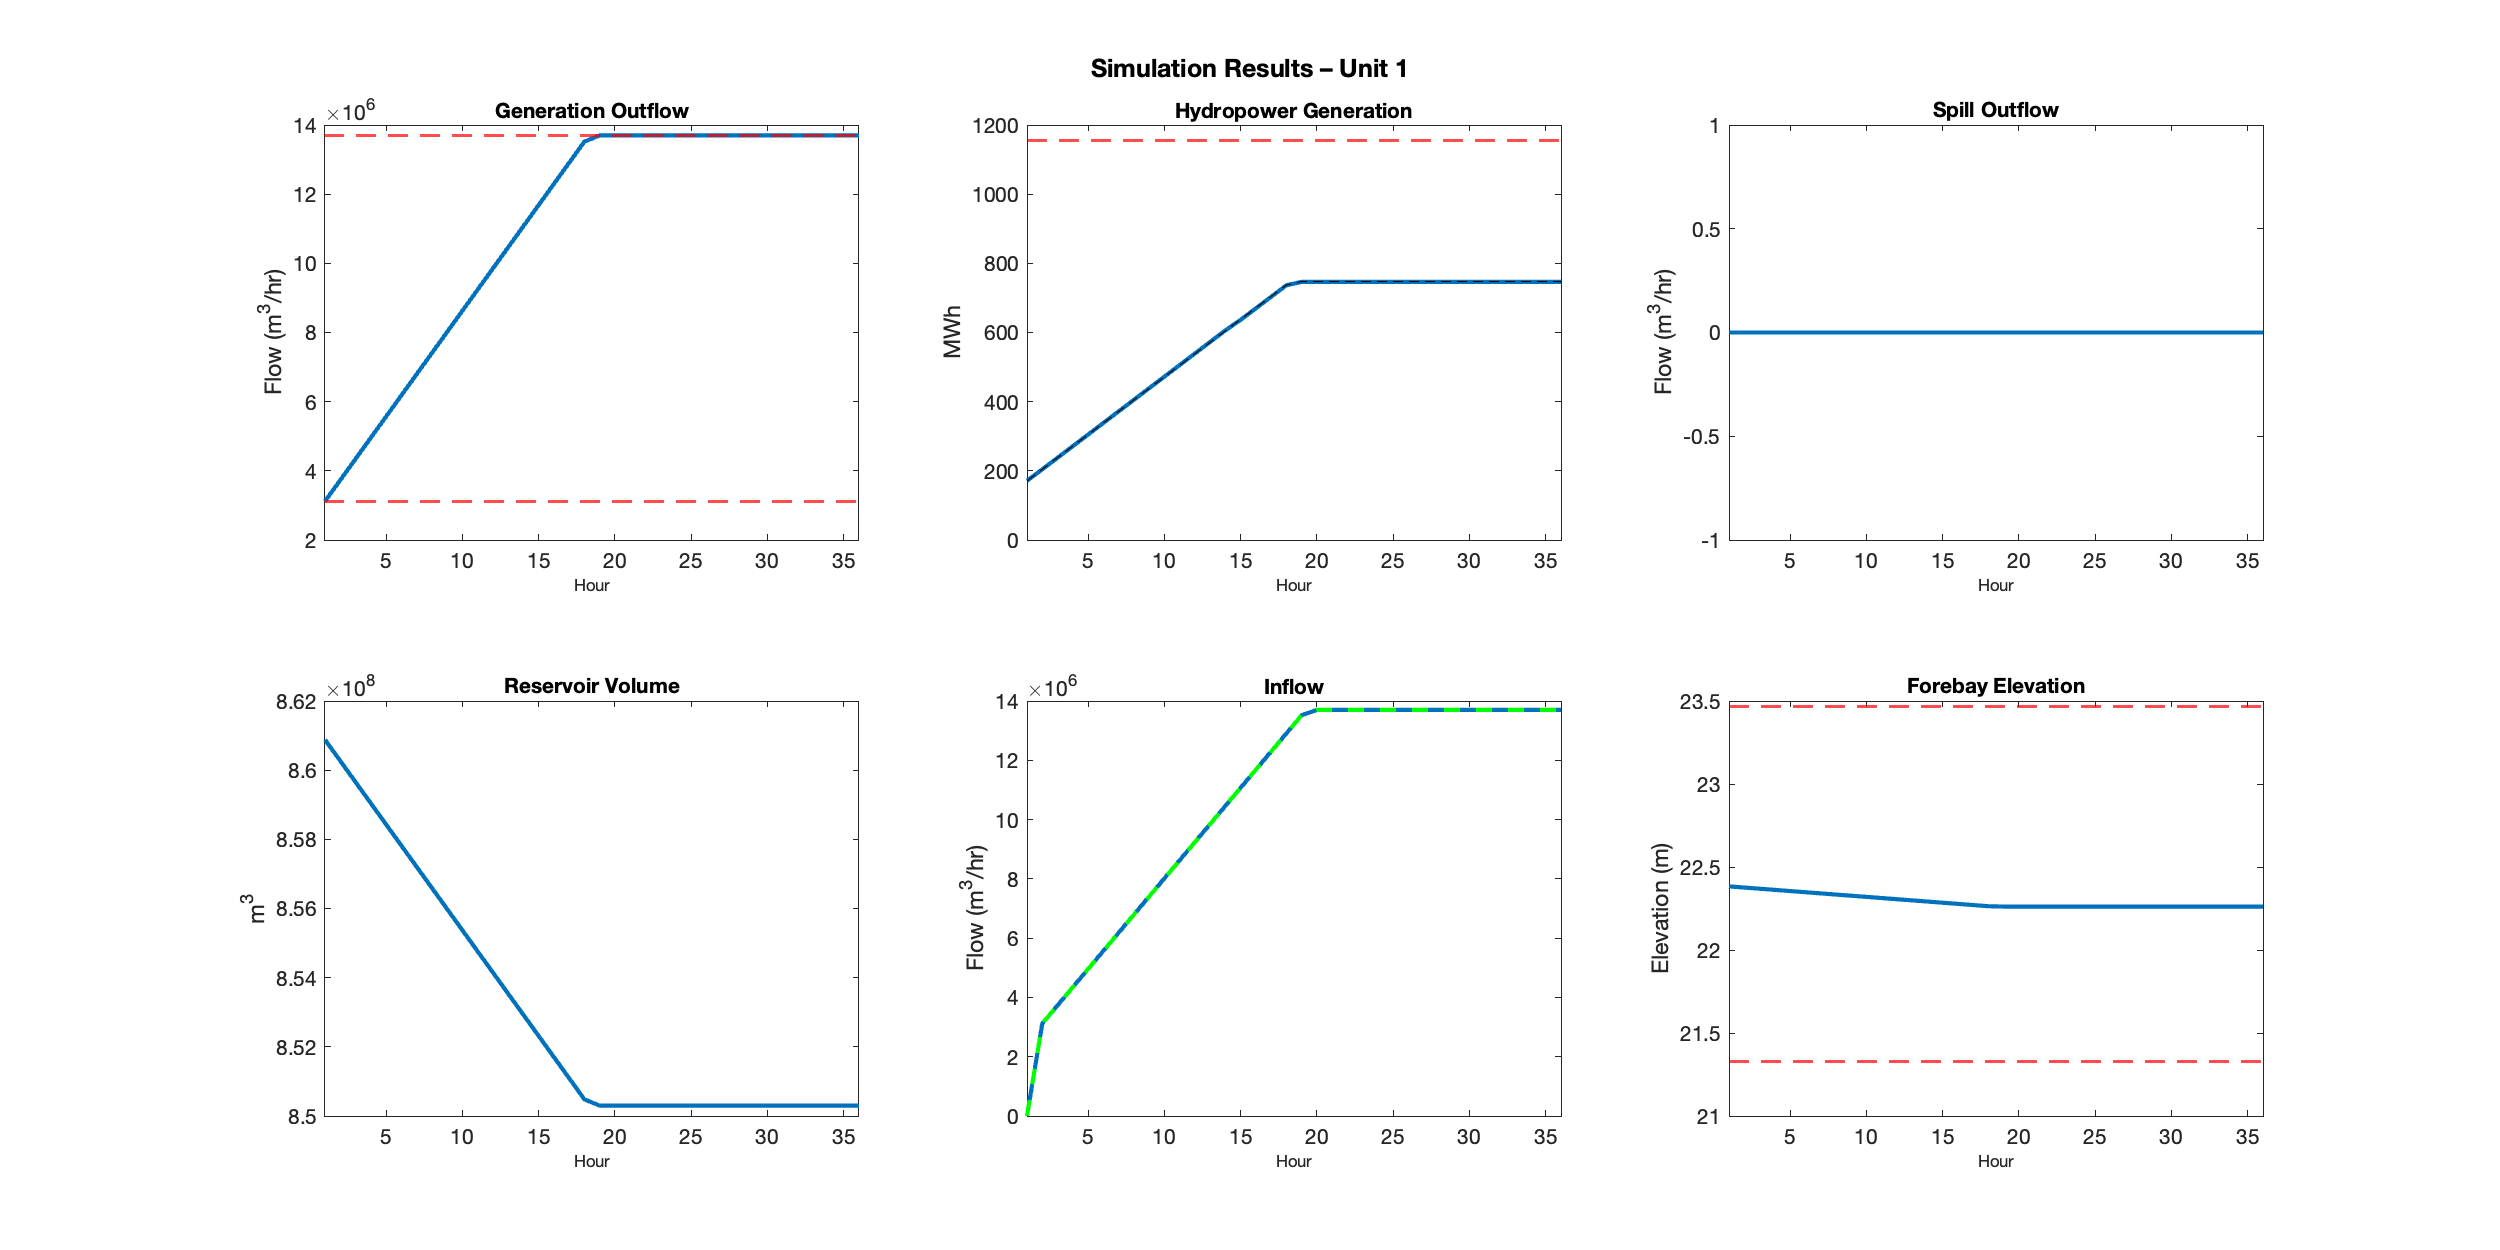 Simulation Results – Unit 1
Generation Outflow
×10^6
14
12
10
8
6
4
2
Flow (m^3/hr)
5 10 15 20 25 30 35
Hour
Hydropower Generation
1200
1000
800
600
400
200
0
MWh
5 10 15 20 25 30 35
Hour
Spill Outflow
1
0.5
0
-0.5
-1
Flow (m^3/hr)
5 10 15 20 25 30 35
Hour
Reservoir Volume
×10^8
8.62
8.6
8.58
8.56
8.54
8.52
8.5
m^3
5 10 15 20 25 30 35
Hour
Inflow
×10^6
14
12
10
8
6
4
2
0
Flow (m^3/hr)
5 10 15 20 25 30 35
Hour
Forebay Elevation
23.5
23
22.5
22
21.5
21
Elevation (m)
5 10 15 20 25 30 35
Hour